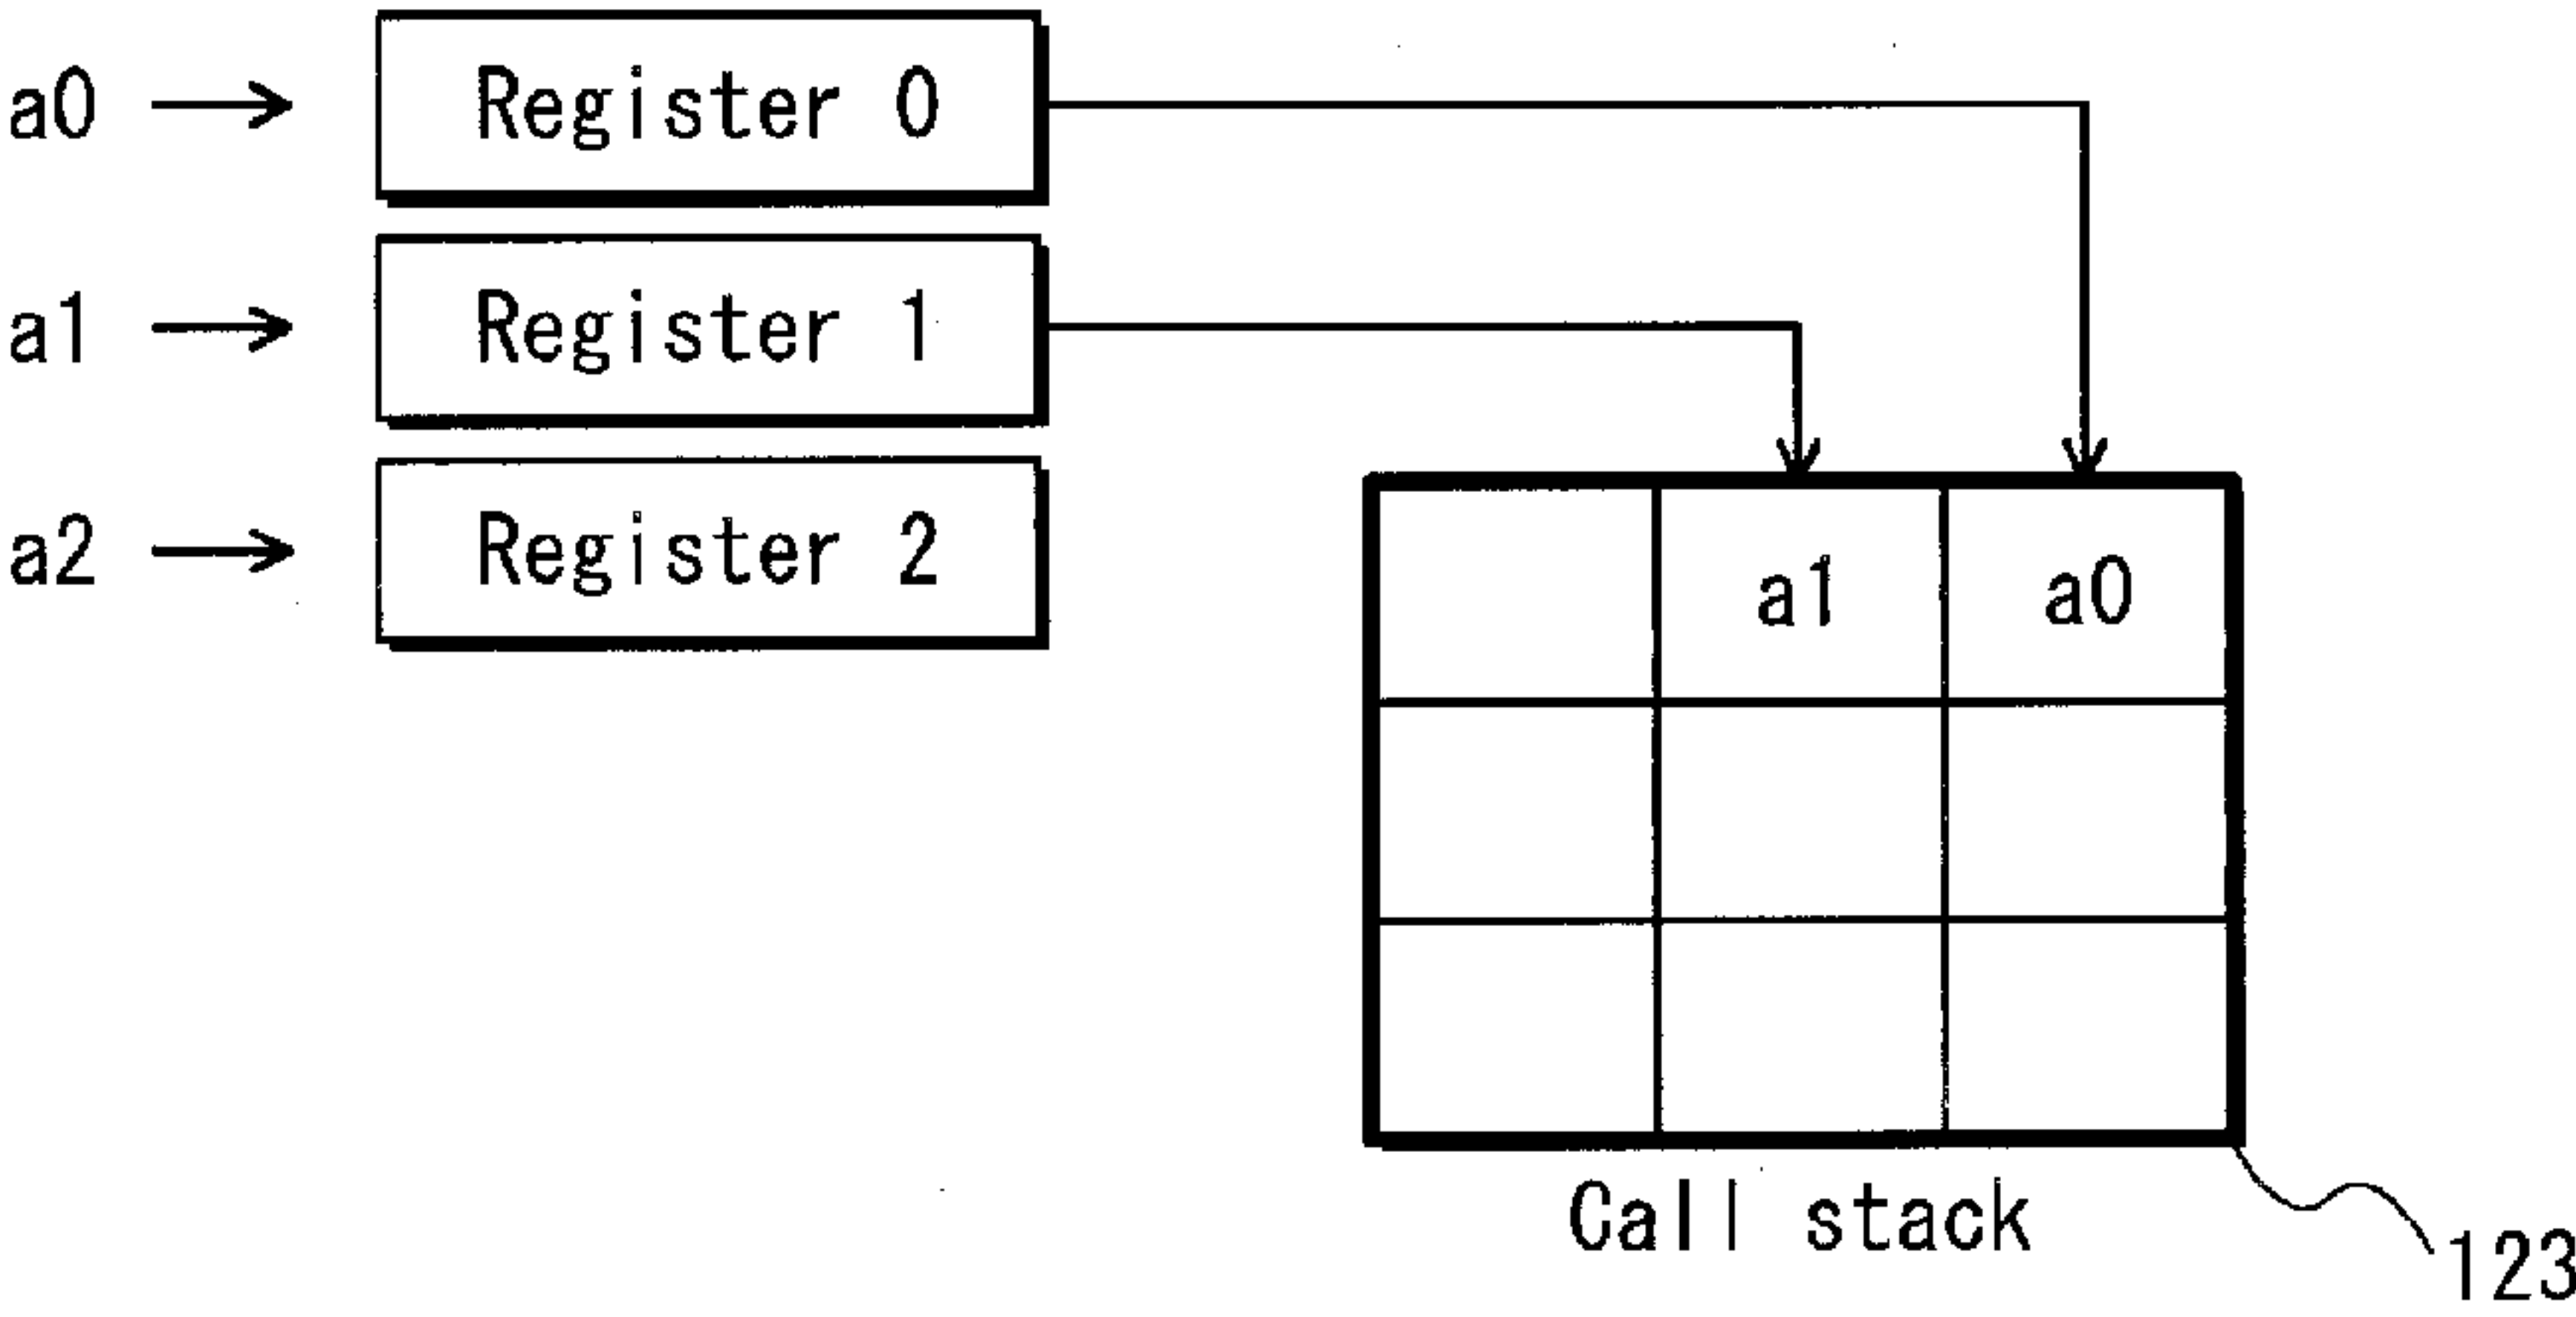 a0 Register 0
a1 Register 1
a2 Register 2
a1 a0
Call stack
123